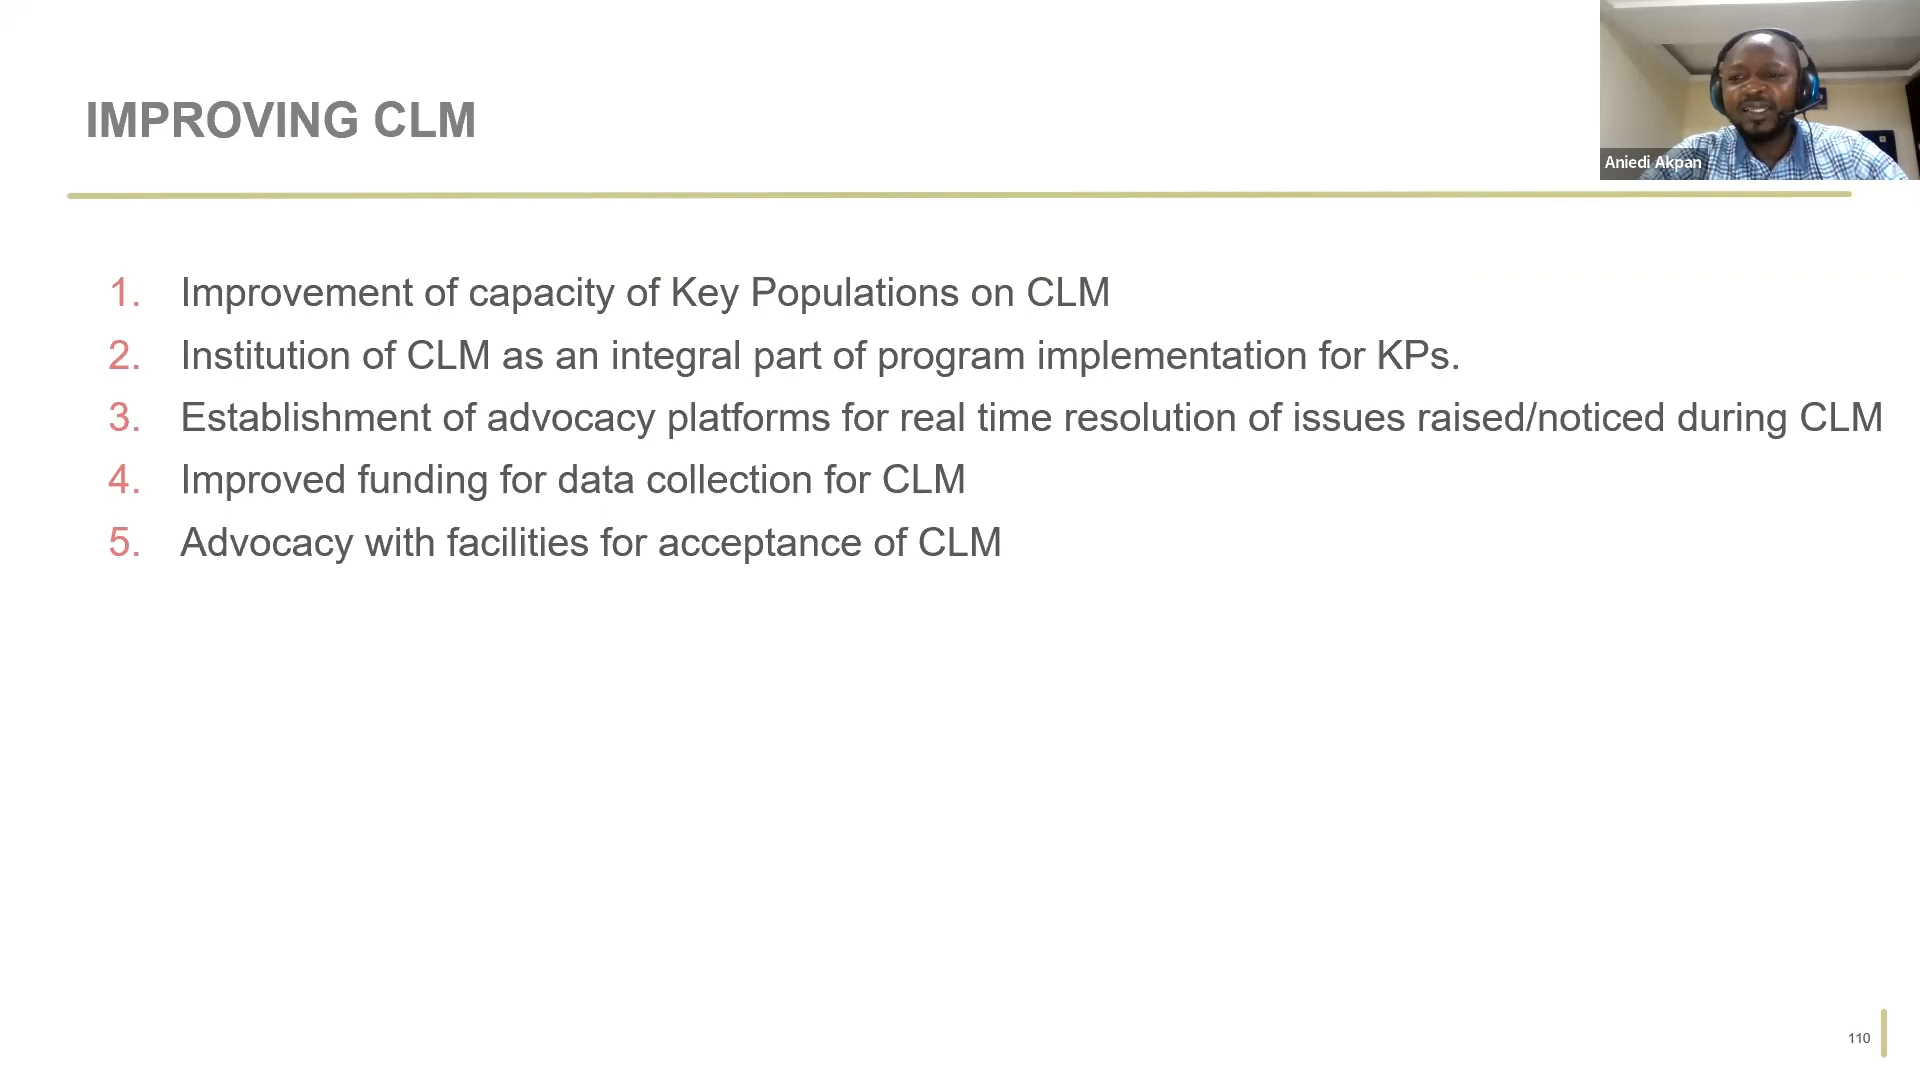 IMPROVING CLM
Aniedi Akpan
1. Improvement of capacity of Key Populations on CLM
2. Institution of CLM as an integral part of program implementation for KPs.
3. Establishment of advocacy platforms for real time resolution of issues raised/noticed during CLM
4. Improved funding for data collection for CLM
5. Advocacy with facilities for acceptance of CLM
110